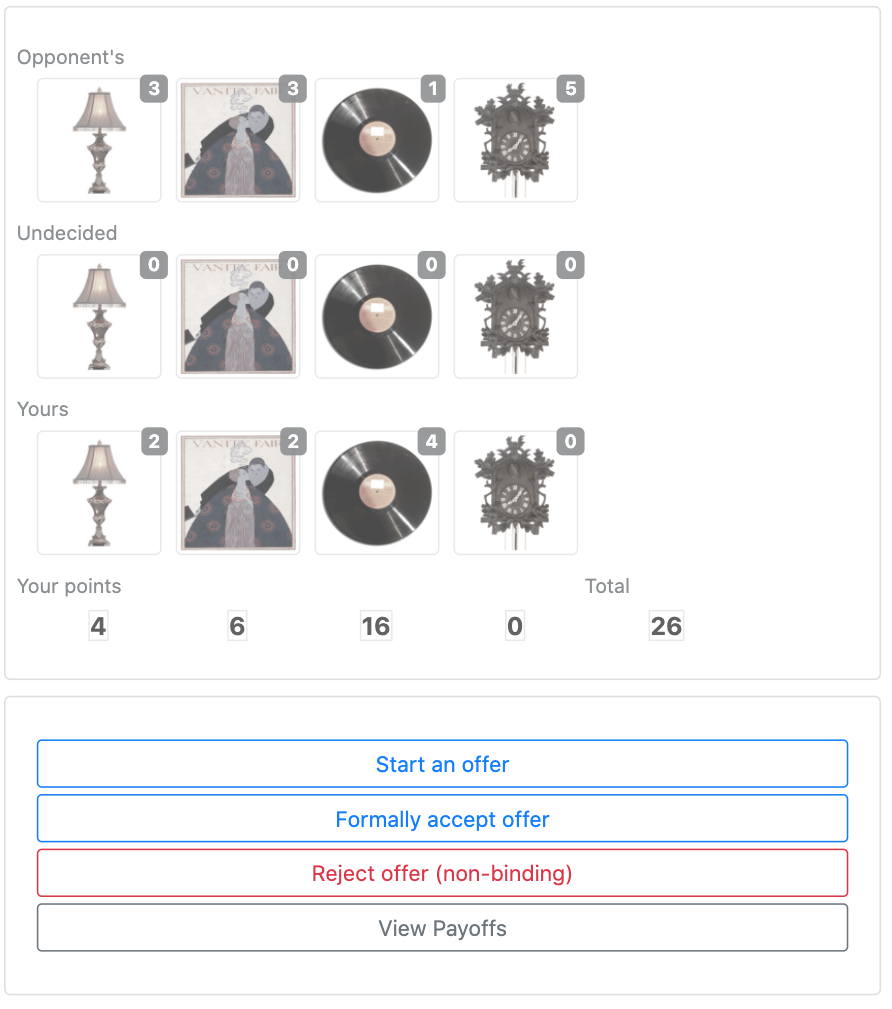 Opponent's
3 3 1 5
VANITY FAIR
Undecided
0 0 0 0
VANITY FAIR
Yours
2 2 4 0
VANITY FAIR
Your points Total
4 6 16 0 26
Start an offer
Formally accept offer
Reject offer (non-binding)
View Payoffs